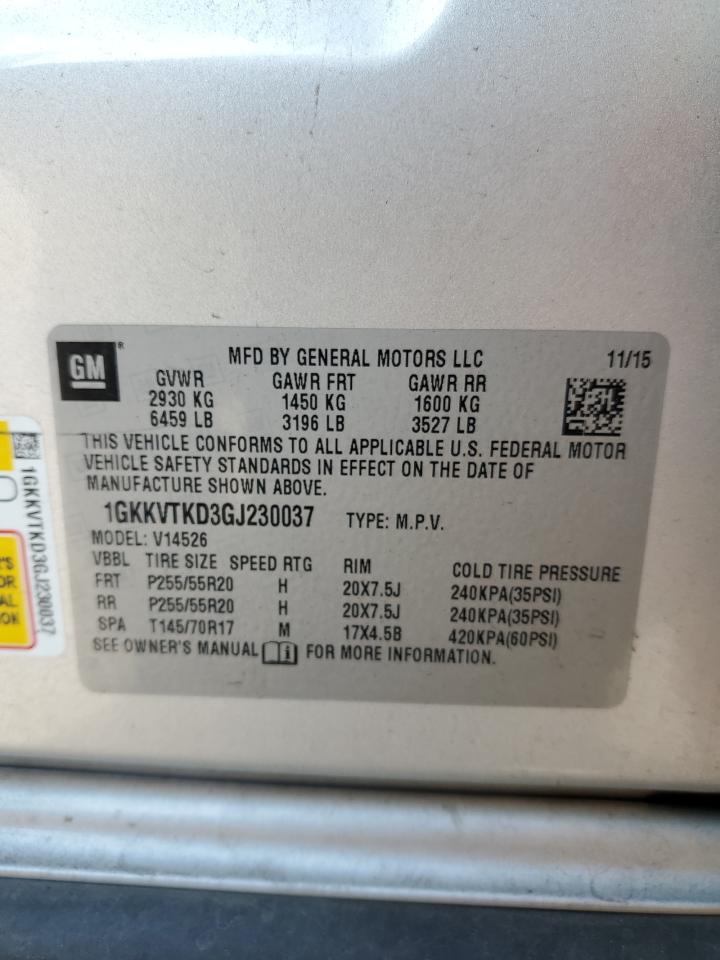 GM ®
MFD BY GENERAL MOTORS LLC 11/15
GVWR GAWR FRT GAWR RR
2930 KG 1450 KG 1600 KG
6459 LB 3196 LB 3527 LB
THIS VEHICLE CONFORMS TO ALL APPLICABLE U.S. FEDERAL MOTOR
VEHICLE SAFETY STANDARDS IN EFFECT ON THE DATE OF
MANUFACTURE SHOWN ABOVE.
1GKKVTKD3GJ230037 TYPE: M.P.V.
MODEL: V14526
VBBL TIRE SIZE SPEED RTG RIM COLD TIRE PRESSURE
FRT P255/55R20 H 20X7.5J 240KPA(35PSI)
RR P255/55R20 H 20X7.5J 240KPA(35PSI)
SPA T145/70R17 M 17X4.5B 420KPA(60PSI)
SEE OWNER'S MANUAL i FOR MORE INFORMATION.
1GKKVTKD3GJ230037
'S
OR
AL
ON